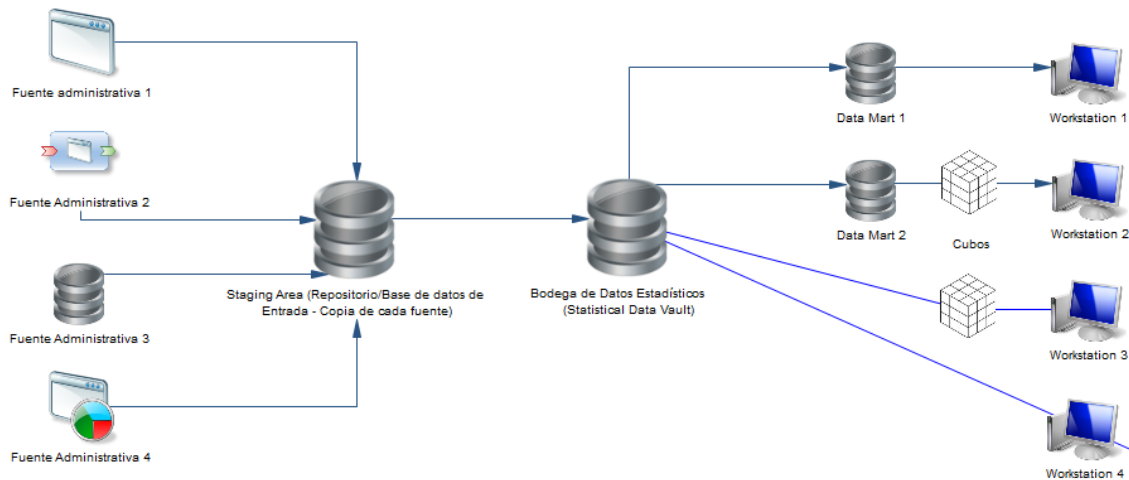 Fuente administrativa 1
Fuente Administrativa 2
Fuente Administrativa 3
Fuente Administrativa 4
Staging Area (Repositorio/Base de datos de
Entrada - Copia de cada fuente)
Bodega de Datos Estadísticos
(Statistical Data Vault)
Data Mart 1
Workstation 1
Data Mart 2
Cubos
Workstation 2
Workstation 3
Workstation 4